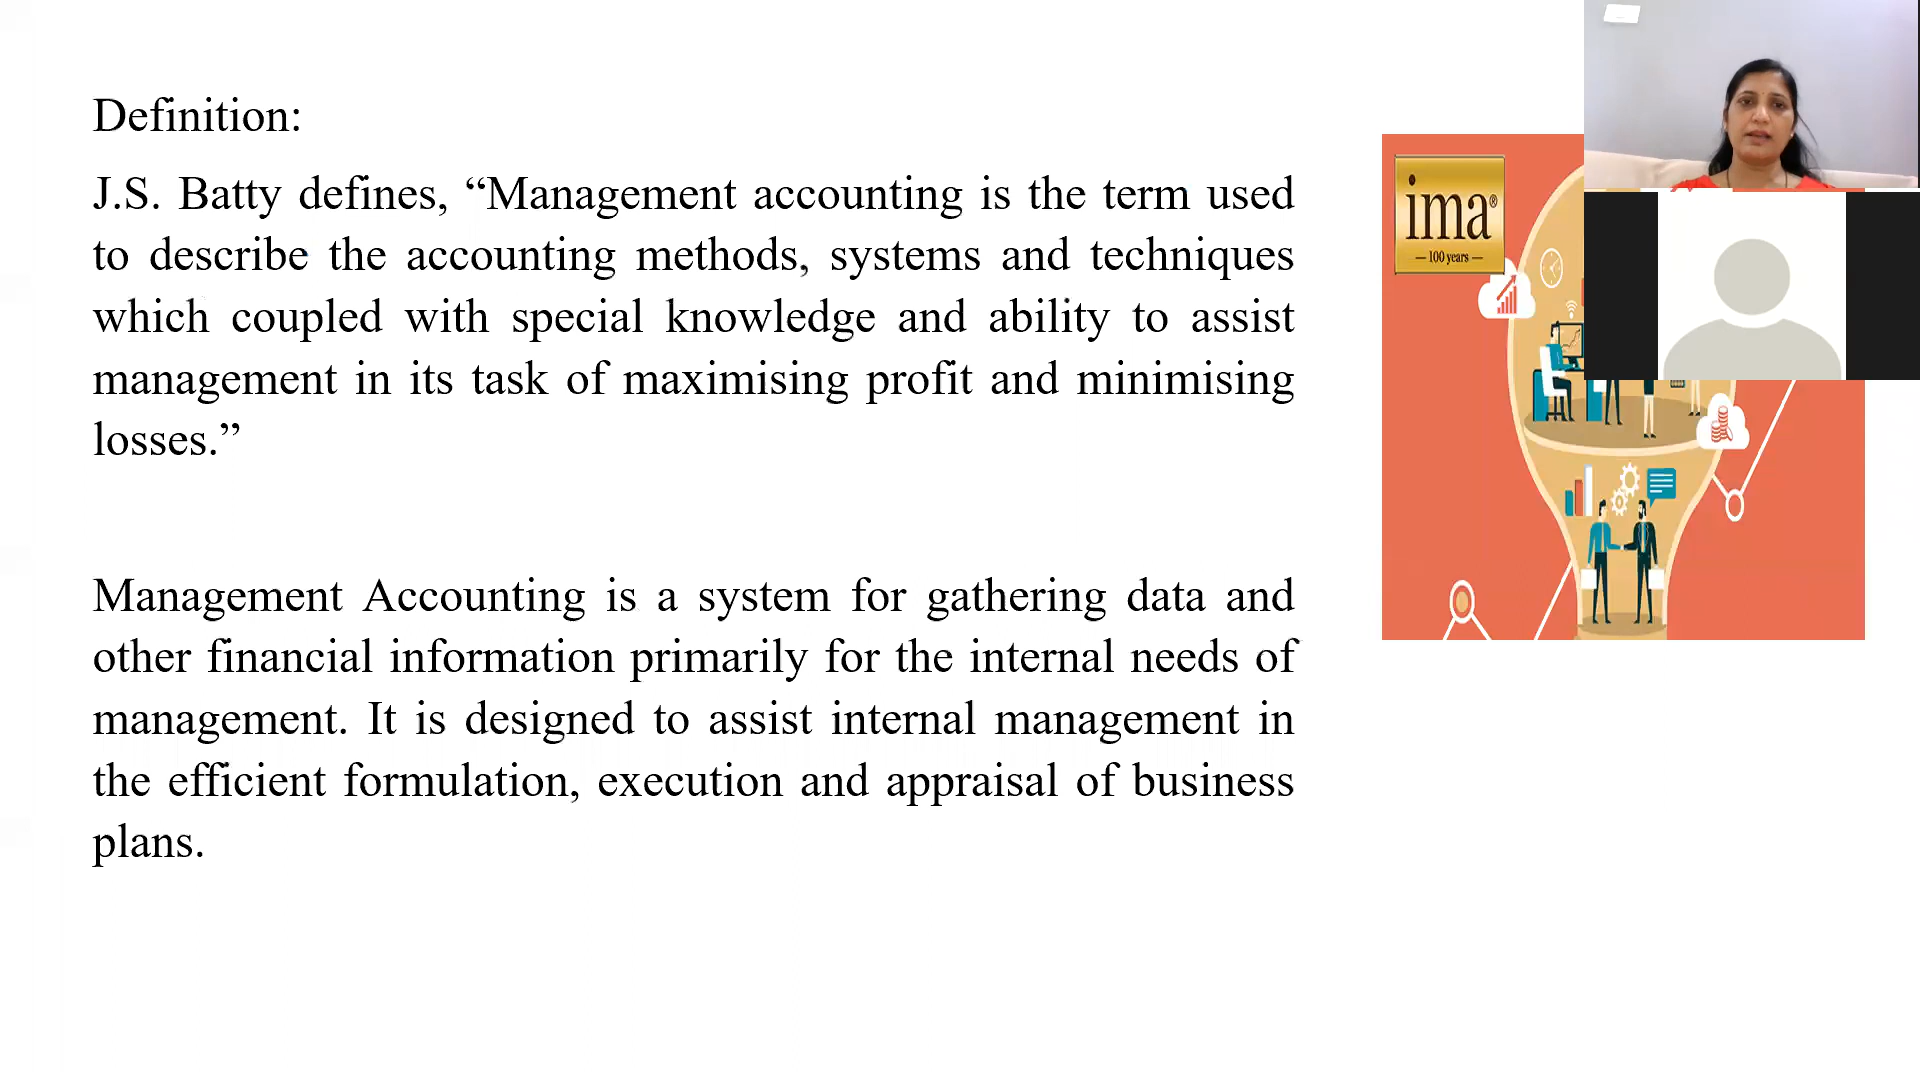 Definition:
J.S. Batty defines, “Management accounting is the term used
to describe the accounting methods, systems and techniques
which coupled with special knowledge and ability to assist
management in its task of maximising profit and minimising
losses.”
Management Accounting is a system for gathering data and
other financial information primarily for the internal needs of
management. It is designed to assist internal management in
the efficient formulation, execution and appraisal of business
plans.
ima®
— 100 years —